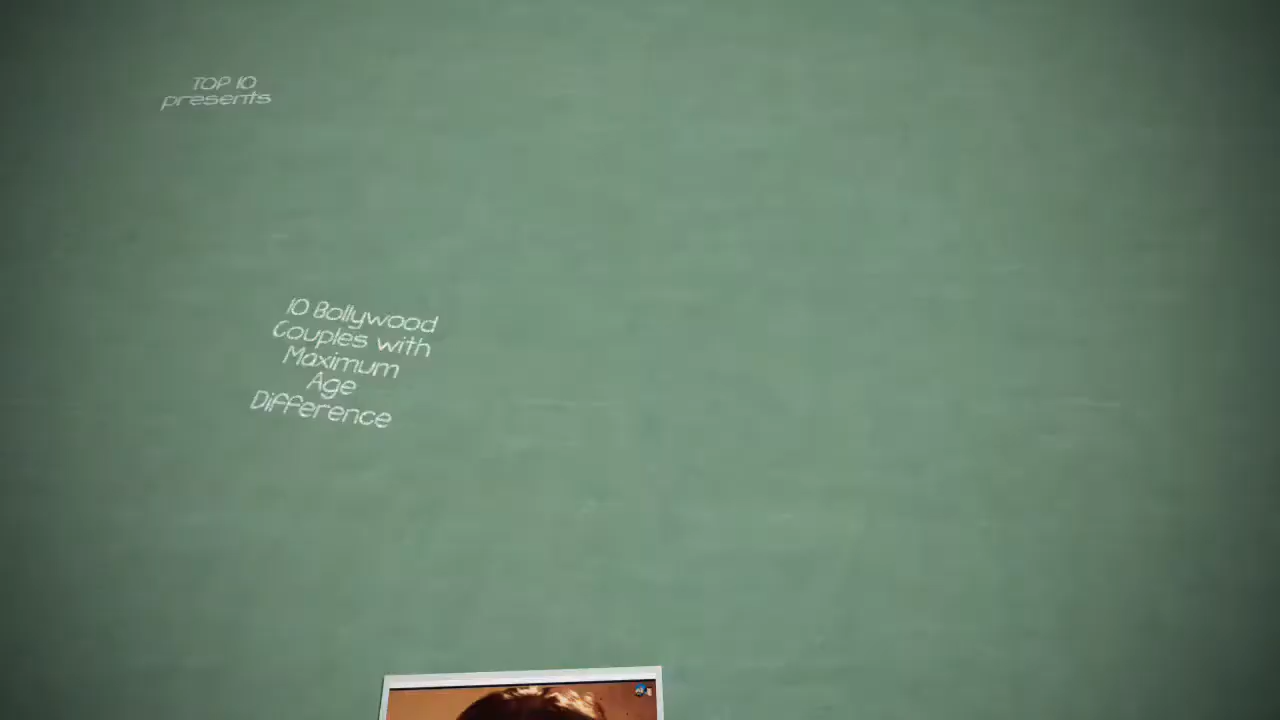 TOP 10
presents
10 Bollywood
Couples with
Maximum
Age
Difference